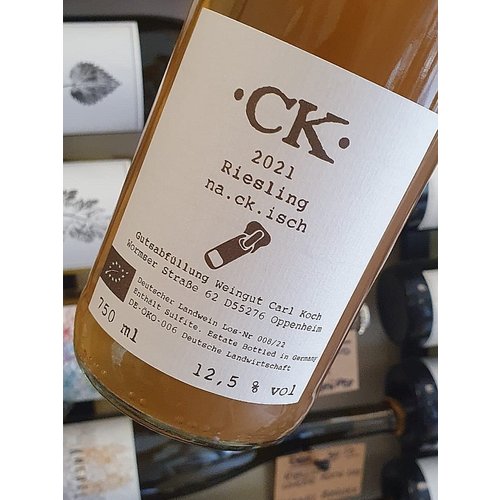 ·CK·
2021
Riesling
na.ck.isch
Gutsabfüllung Weingut Carl Koch
Wormser Straße 62 D55276 Oppenheim
Deutscher Landwein Los-Nr 008/22
Enthält Sulfite, Estate Bottled in Germany
DE-ÖKO-006 Deutsche Landwirtschaft
750 ml
12,5 % vol